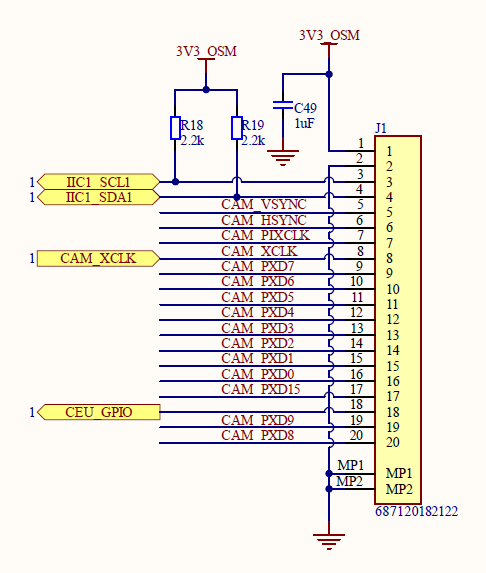 3V3_OSM
3V3_OSM
C49
1uF
R18
2.2k
R19
2.2k
J1
1 1
2 2
1 IIC1_SCL1 3 3
1 IIC1_SDA1 4 4
CAM_VSYNC 5 5
CAM_HSYNC 6 6
CAM_PIXCLK 7 7
1 CAM_XCLK CAM_XCLK 8 8
CAM_PXD7 9 9
CAM_PXD6 10 10
CAM_PXD5 11 11
CAM_PXD4 12 12
CAM_PXD3 13 13
CAM_PXD2 14 14
CAM_PXD1 15 15
CAM_PXD0 16 16
CAM_PXD15 17 17
1 CEU_GPIO 18 18
CAM_PXD9 19 19
CAM_PXD8 20 20
MP1 MP1
MP2 MP2
687120182122